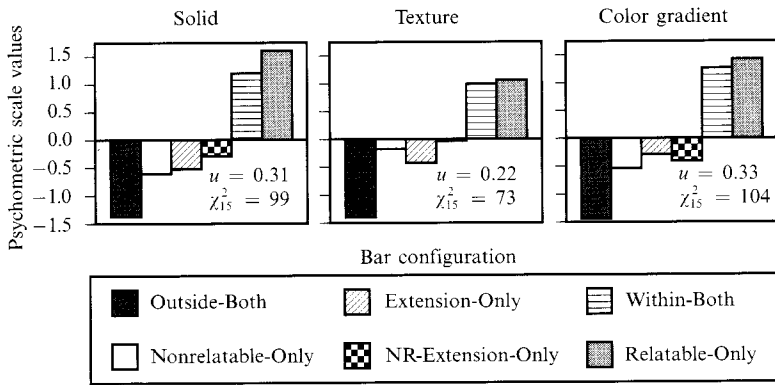 Solid
Texture
Color gradient
Psychometric scale values
1.5
1.0
0.5
0.0
−0.5
−1.0
−1.5
u = 0.31
χ²₁₅ = 99
u = 0.22
χ²₁₅ = 73
u = 0.33
χ²₁₅ = 104
Bar configuration
Outside-Both
Extension-Only
Within-Both
Nonrelatable-Only
NR-Extension-Only
Relatable-Only